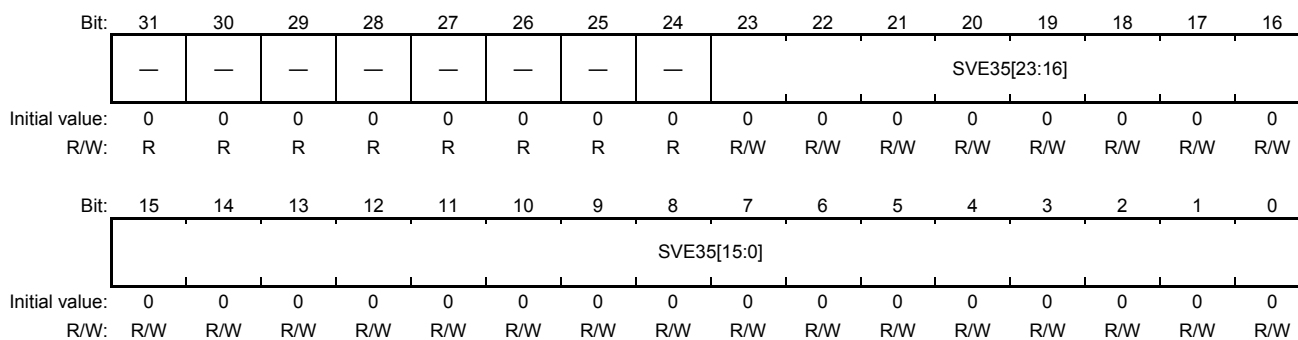 Bit: 31 30 29 28 27 26 25 24 23 22 21 20 19 18 17 16
— — — — — — — — SVE35[23:16]
Initial value: 0 0 0 0 0 0 0 0 0 0 0 0 0 0 0 0
R/W: R R R R R R R R R/W R/W R/W R/W R/W R/W R/W R/W
Bit: 15 14 13 12 11 10 9 8 7 6 5 4 3 2 1 0
SVE35[15:0]
Initial value: 0 0 0 0 0 0 0 0 0 0 0 0 0 0 0 0
R/W: R/W R/W R/W R/W R/W R/W R/W R/W R/W R/W R/W R/W R/W R/W R/W R/W